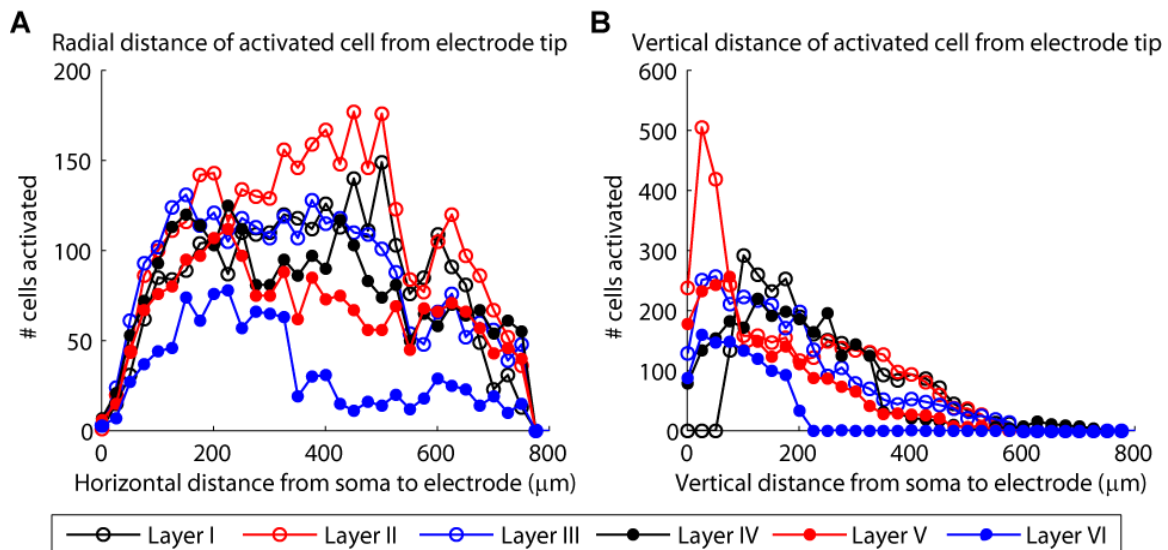 A
Radial distance of activated cell from electrode tip
200
150
100
50
0
# cells activated
0 200 400 600 800
Horizontal distance from soma to electrode (μm)
B
Vertical distance of activated cell from electrode tip
600
500
400
300
200
100
0
# cells activated
0 200 400 600 800
Vertical distance from soma to electrode (μm)
Layer I Layer II Layer III Layer IV Layer V Layer VI